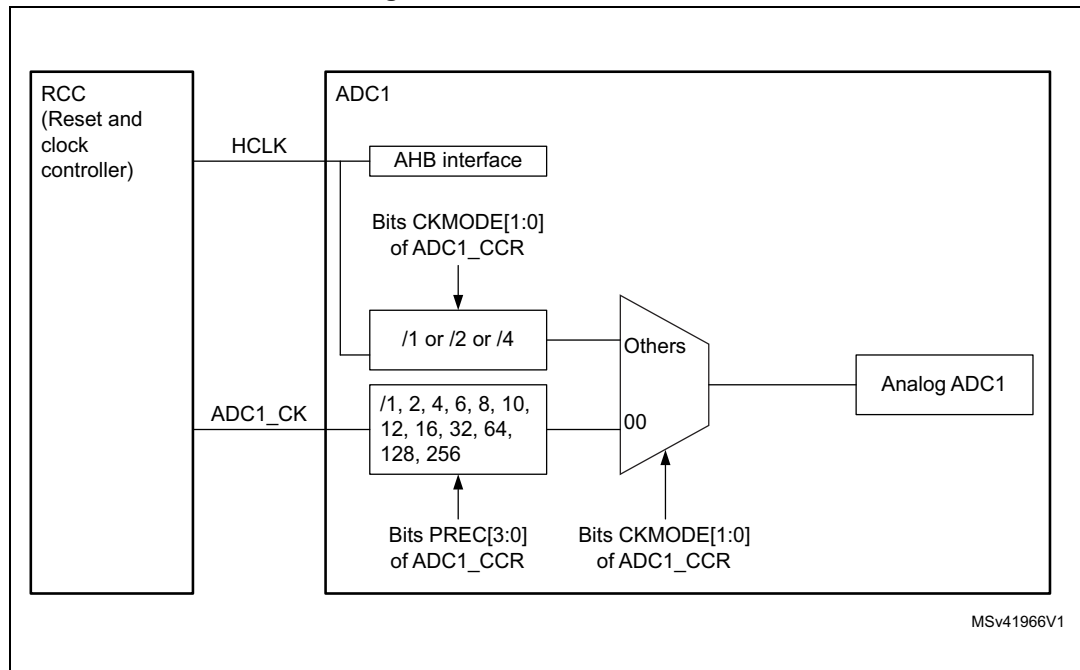 RCC
(Reset and
clock
controller)
HCLK
ADC1_CK
ADC1
AHB interface
Bits CKMODE[1:0]
of ADC1_CCR
/1 or /2 or /4
/1, 2, 4, 6, 8, 10,
12, 16, 32, 64,
128, 256
Bits PREC[3:0]
of ADC1_CCR
Others
00
Bits CKMODE[1:0]
of ADC1_CCR
Analog ADC1
MSv41966V1